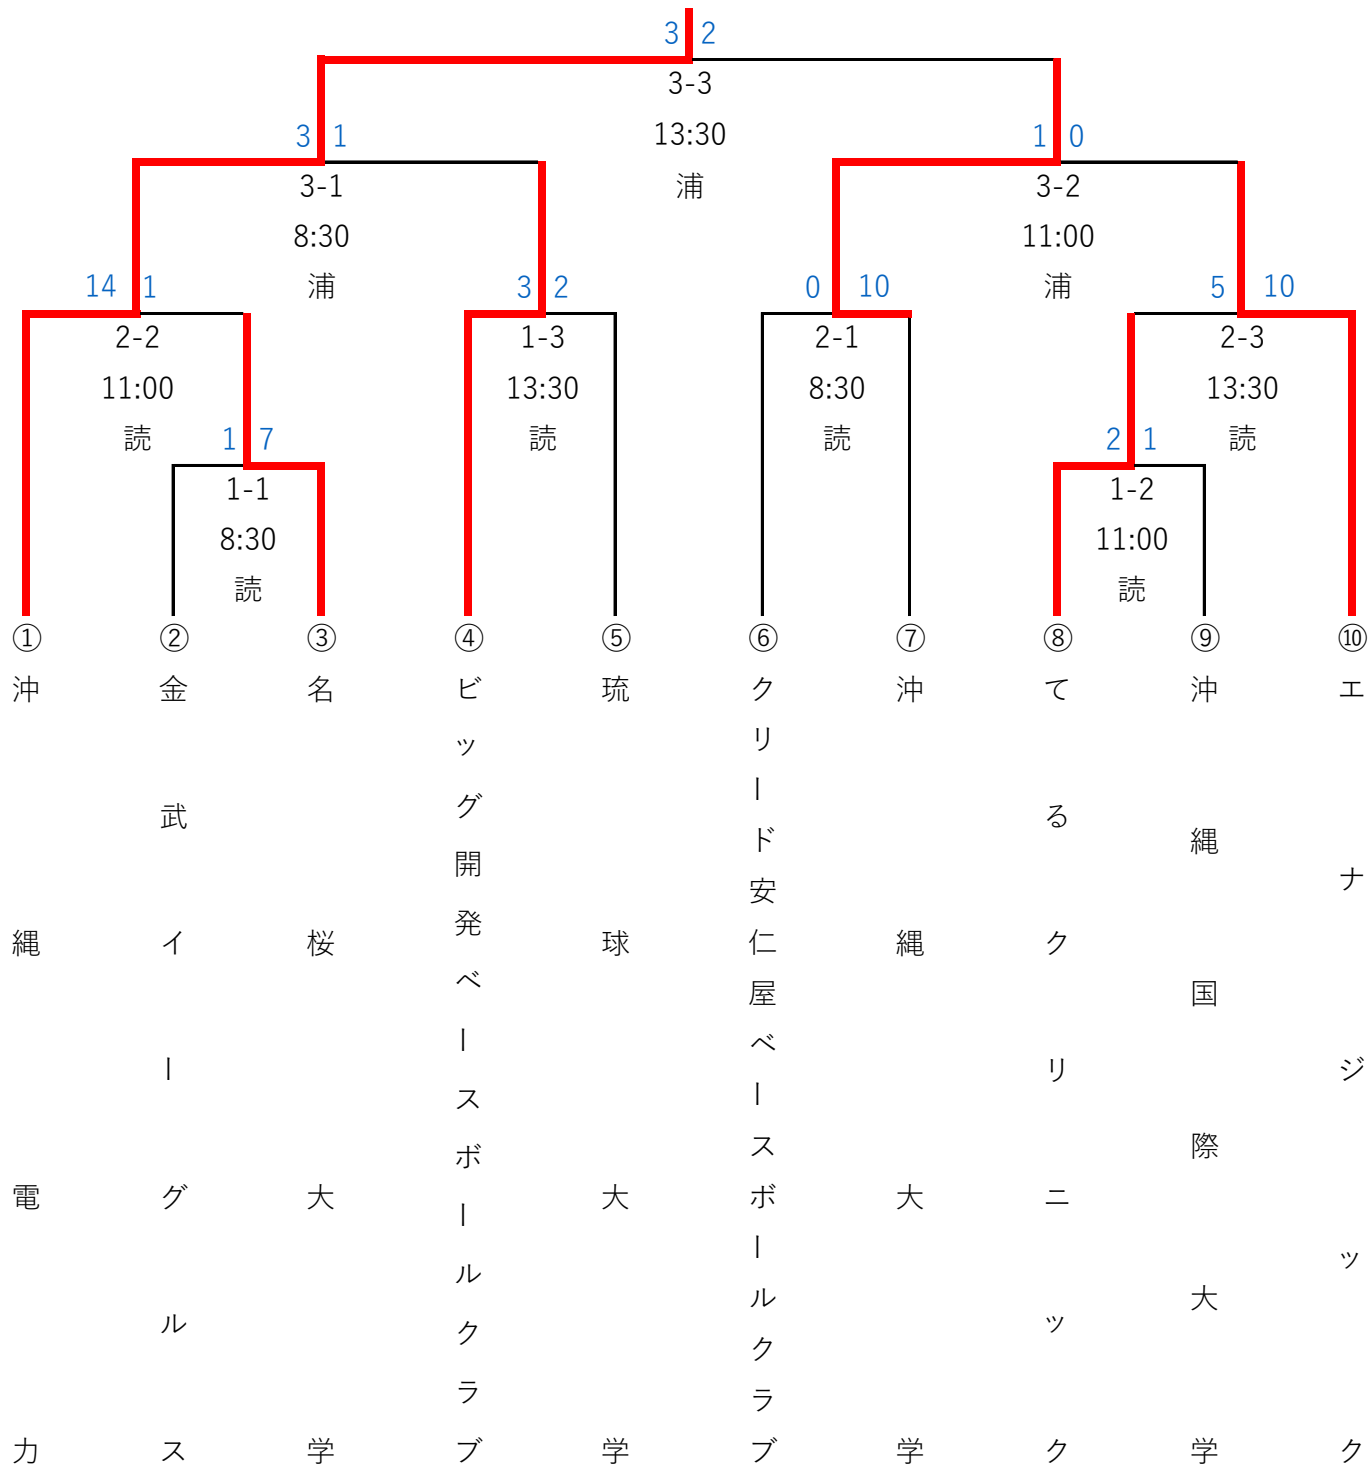 3 2
3-3
13:30
浦
3 1
3-1
8:30
浦
1 0
3-2
11:00
浦
14 1
2-2
11:00
読
3 2
1-3
13:30
読
0 10
2-1
8:30
読
5 10
2-3
13:30
読
1 7
1-1
8:30
読
2 1
1-2
11:00
読
① 沖縄電力
② 金武イーグルス
③ 名桜大学
④ ビッグ開発ベースボールクラブ
⑤ 琉球大学
⑥ クリード安仁屋ベースボールクラブ
⑦ 沖縄大学
⑧ てるクリニック
⑨ 沖縄国際大学
⑩ エナジック